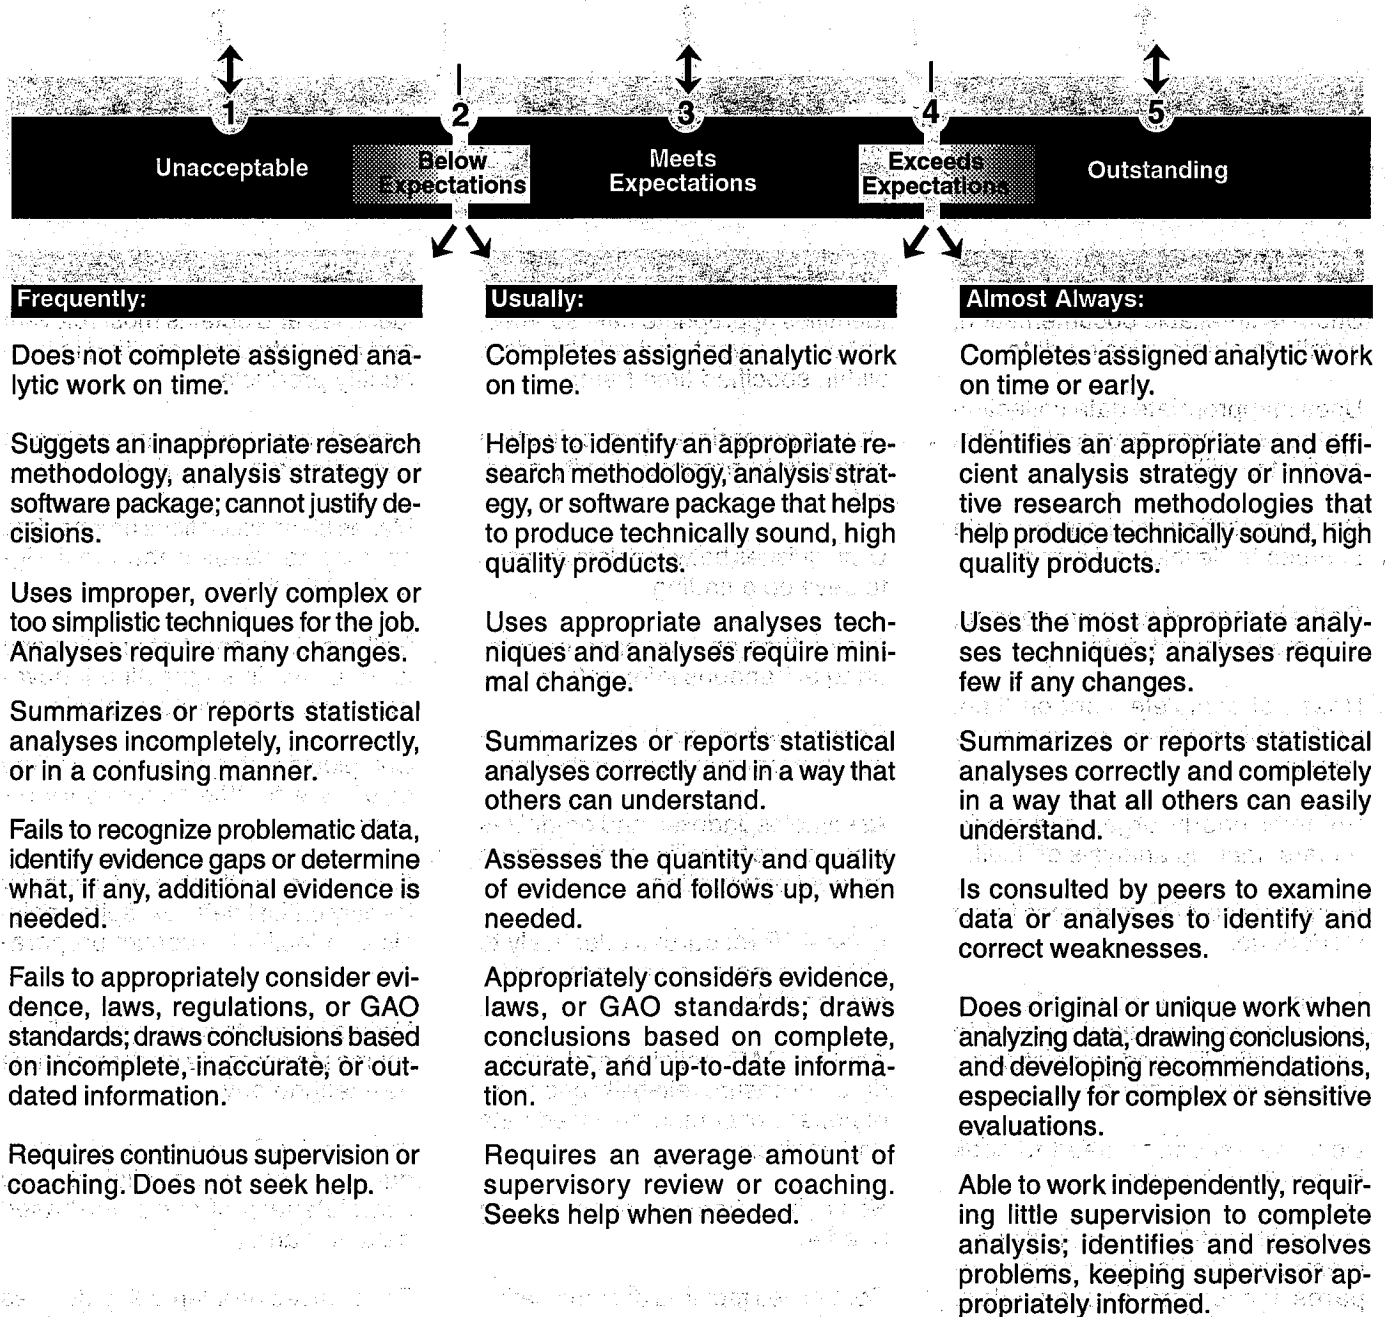 1
2
3
4
5
Unacceptable
Below
Expectations
Meets
Expectations
Exceeds
Expectations
Outstanding
Frequently:
Does not complete assigned ana-
lytic work on time.
Suggets an inappropriate research
methodology, analysis strategy or
software package; cannot justify de-
cisions.
Uses improper, overly complex or
too simplistic techniques for the job.
Analyses require many changes.
Summarizes or reports statistical
analyses incompletely, incorrectly,
or in a confusing manner.
Fails to recognize problematic data,
identify evidence gaps or determine
what, if any, additional evidence is
needed.
Fails to appropriately consider evi-
dence, laws, regulations, or GAO
standards; draws conclusions based
on incomplete, inaccurate, or out-
dated information.
Requires continuous supervision or
coaching. Does not seek help.
Usually:
Completes assigned analytic work
on time.
Helps to identify an appropriate re-
search methodology, analysis strat-
egy, or software package that helps
to produce technically sound, high
quality products.
Uses appropriate analyses tech-
niques and analyses require mini-
mal change.
Summarizes or reports statistical
analyses correctly and in a way that
others can understand.
Assesses the quantity and quality
of evidence and follows up, when
needed.
Appropriately considers evidence,
laws, or GAO standards; draws
conclusions based on complete,
accurate, and up-to-date informa-
tion.
Requires an average amount of
supervisory review or coaching.
Seeks help when needed.
Almost Always:
Completes assigned analytic work
on time or early.
Identifies an appropriate and effi-
cient analysis strategy or innova-
tive research methodologies that
help produce technically sound, high
quality products.
Uses the most appropriate analy-
ses techniques; analyses require
few if any changes.
Summarizes or reports statistical
analyses correctly and completely
in a way that all others can easily
understand.
Is consulted by peers to examine
data or analyses to identify and
correct weaknesses.
Does original or unique work when
analyzing data, drawing conclusions,
and developing recommendations,
especially for complex or sensitive
evaluations.
Able to work independently, requir-
ing little supervision to complete
analysis; identifies and resolves
problems, keeping supervisor ap-
propriately informed.